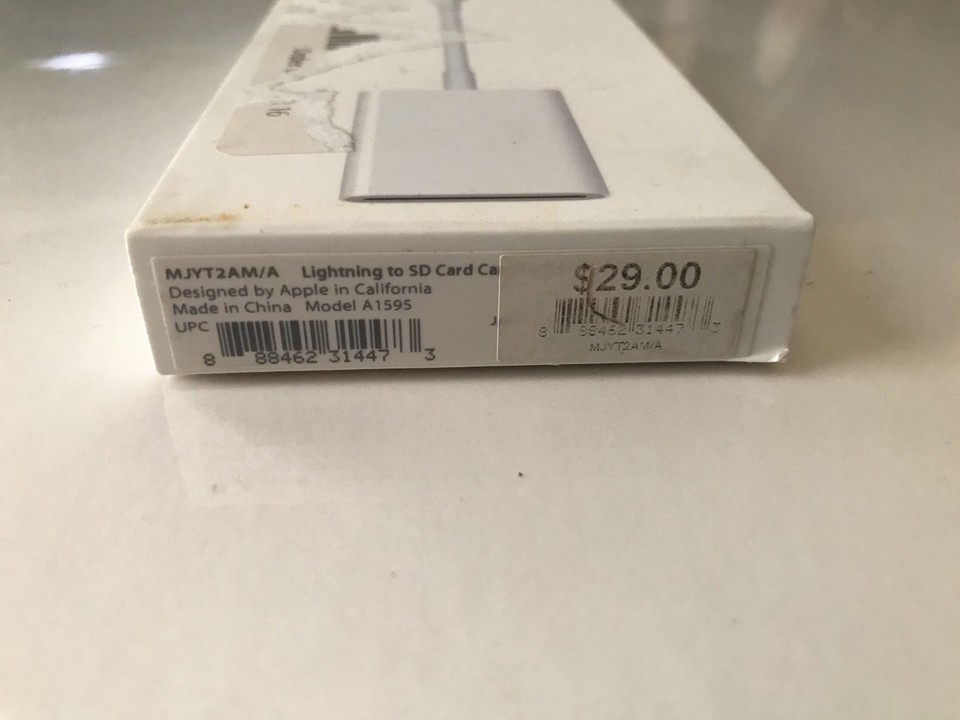 16
MJYT2AM/A Lightning to SD Card Ca
Designed by Apple in California
Made in China Model A1595
UPC
8 88462 31447 3
J
$29.00
8 88462 31447 3
MJYT2AM/A